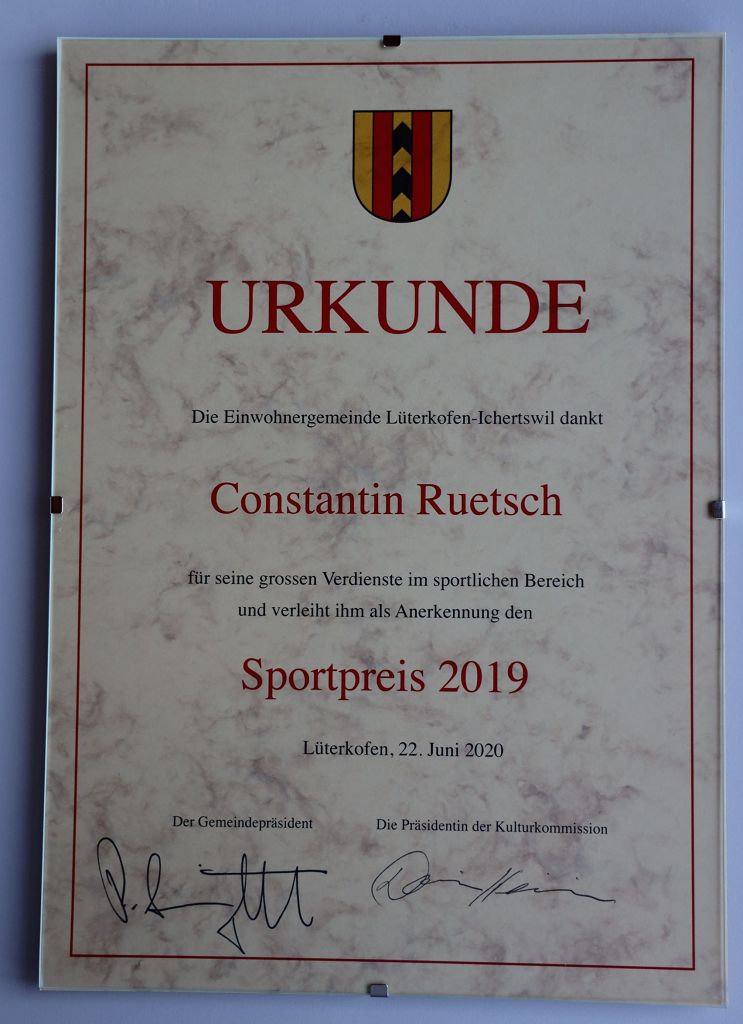 URKUNDE
Die Einwohnergemeinde Lüterkofen-Ichertswil dankt
Constantin Ruetsch
für seine grossen Verdienste im sportlichen Bereich
und verleiht ihm als Anerkennung den
Sportpreis 2019
Lüterkofen, 22. Juni 2020
Der Gemeindepräsident
Die Präsidentin der Kulturkommission